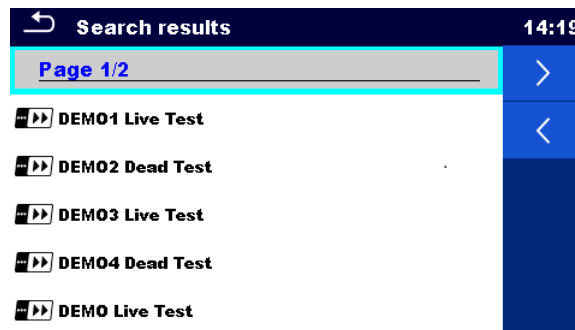 Search results 14:19
Page 1/2
DEMO1 Live Test
DEMO2 Dead Test
DEMO3 Live Test
DEMO4 Dead Test
DEMO Live Test